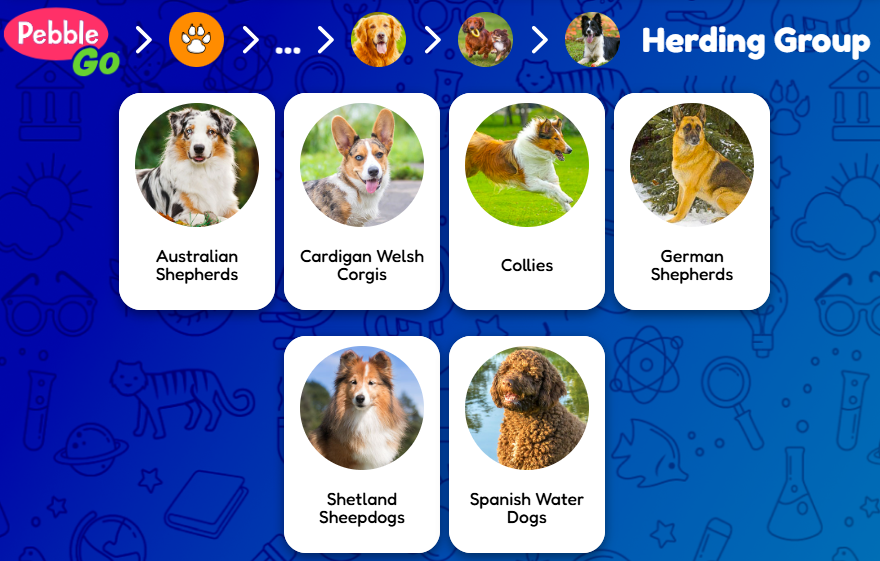 Pebble
Go
...
Herding Group
Australian
Shepherds
Cardigan Welsh
Corgis
Collies
German
Shepherds
Shetland
Sheepdogs
Spanish Water
Dogs